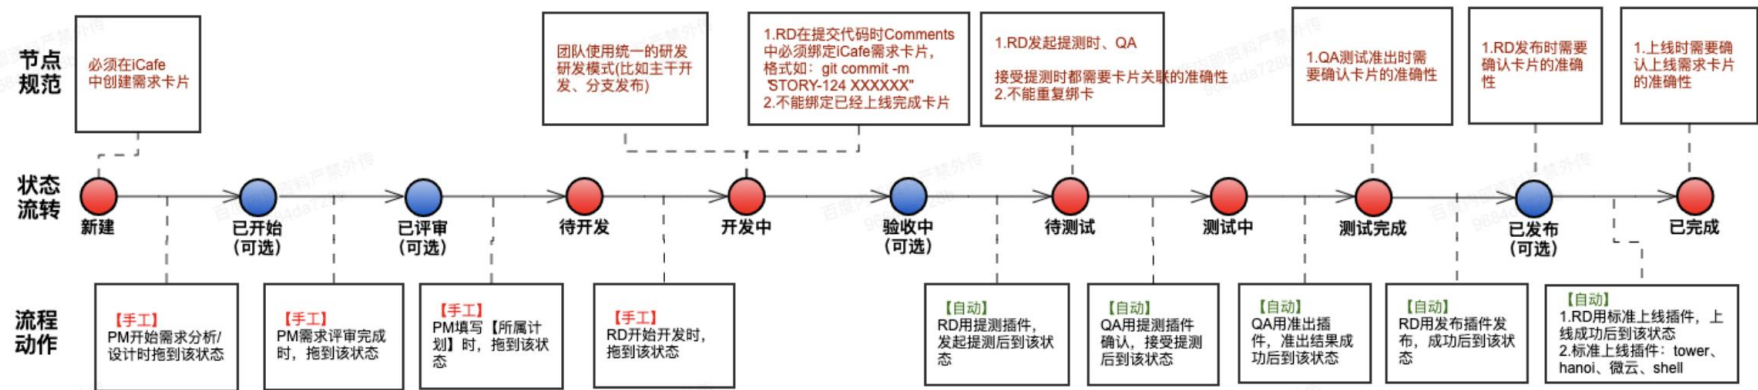 节点
规范
必须在iCafe
中创建需求卡片
团队使用统一的研发
研发模式(比如主干开
发、分支发布)
1.RD在提交代码时Comments
中必须绑定iCafe需求卡片，
格式如：git commit -m
"STORY-124 XXXXXX"
2.不能绑定已经上线完成卡片
1.RD发起提测时、QA
接受提测时都需要卡片关联的准确性
2.不能重复绑卡
1.QA测试准出时需
要确认卡片的准确性
1.RD发布时需要
确认卡片的准确
性
1.上线时需要确
认上线需求卡片
的准确性
状态
流转
新建
已开始
(可选)
已评审
(可选)
待开发
开发中
验收中
(可选)
待测试
测试中
测试完成
已发布
(可选)
已完成
流程
动作
【手工】
PM开始需求分析/
设计时拖到该状态
【手工】
PM需求评审完成
时，拖到该状态
【手工】
PM填写【所属计
划】时，拖到该状
态
【手工】
RD开始开发时，
拖到该状态
【自动】
RD用提测插件，
发起提测后到该状
态
【自动】
QA用提测插件
确认，接受提测
后到该状态
【自动】
QA用准出插
件，准出结果成
功后到该状态
【自动】
RD用发布插件发
布，成功后到该状
态
【自动】
1.RD用标准上线插件，上
线成功后到该状态
2.标准上线插件：tower、
hanoi、微云、shell